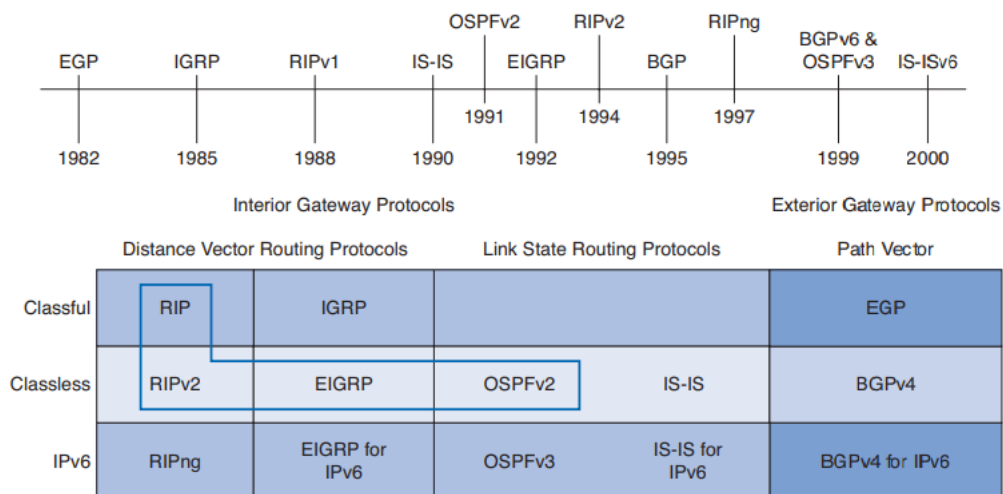 OSPFv2 RIPv2 RIPng
EGP IGRP RIPv1 IS-IS EIGRP BGP BGPv6 & OSPFv3 IS-ISv6
1991 1994 1997
1982 1985 1988 1990 1992 1995 1999 2000
Interior Gateway Protocols Exterior Gateway Protocols
Distance Vector Routing Protocols Link State Routing Protocols Path Vector
Classful RIP IGRP EGP
Classless RIPv2 EIGRP OSPFv2 IS-IS BGPv4
IPv6 RIPng EIGRP for IPv6 OSPFv3 IS-IS for IPv6 BGPv4 for IPv6